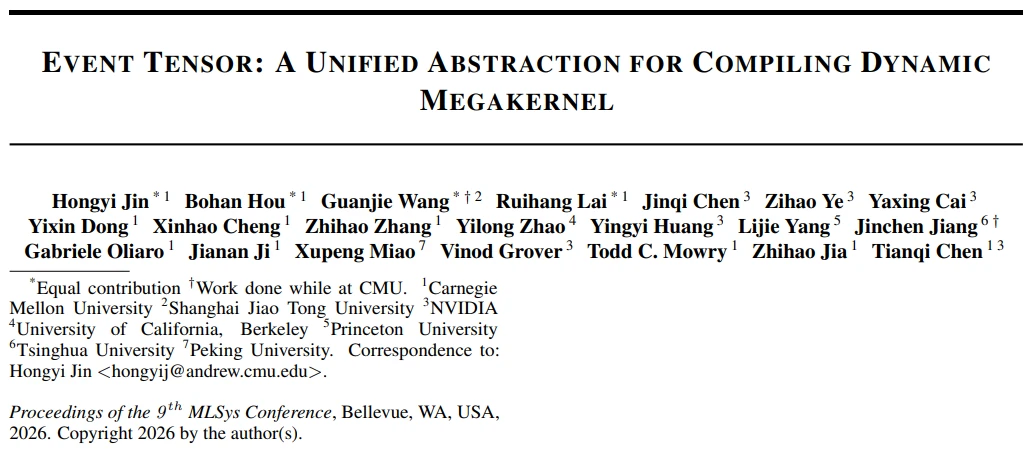 EVENT TENSOR: A UNIFIED ABSTRACTION FOR COMPILING DYNAMIC
MEGAKERNEL
Hongyi Jin * 1 Bohan Hou * 1 Guanjie Wang * † 2 Ruihang Lai * 1 Jinqi Chen 3 Zihao Ye 3 Yaxing Cai 3
Yixin Dong 1 Xinhao Cheng 1 Zhihao Zhang 1 Yilong Zhao 4 Yingyi Huang 3 Lijie Yang 5 Jinchen Jiang 6 †
Gabriele Oliaro 1 Jianan Ji 1 Xupeng Miao 7 Vinod Grover 3 Todd C. Mowry 1 Zhihao Jia 1 Tianqi Chen 1 3
*Equal contribution †Work done while at CMU. 1Carnegie
Mellon University 2Shanghai Jiao Tong University 3NVIDIA
4University of California, Berkeley 5Princeton University
6Tsinghua University 7Peking University. Correspondence to:
Hongyi Jin <hongyij@andrew.cmu.edu>.
Proceedings of the 9th MLSys Conference, Bellevue, WA, USA,
2026. Copyright 2026 by the author(s).